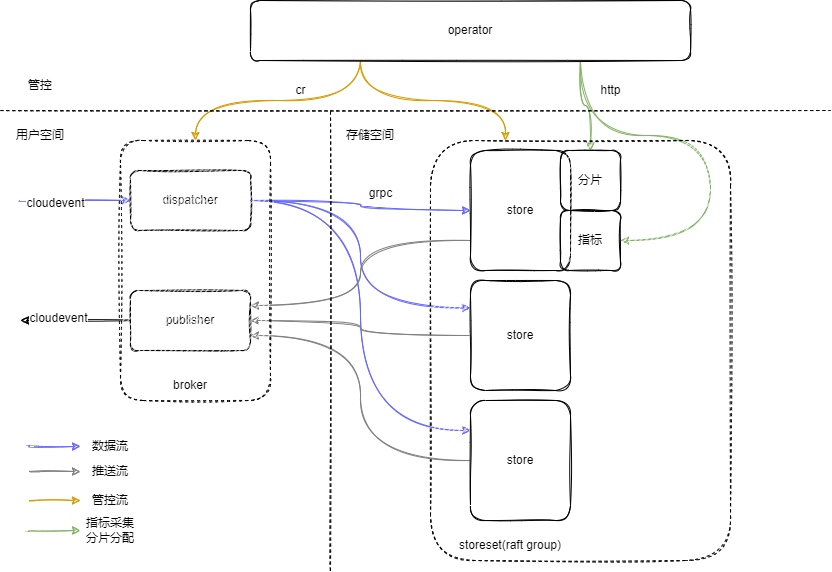 operator
管控
cr
http
用户空间
存储空间
cloudevent
dispatcher
grpc
store
分片
指标
cloudevent
publisher
store
broker
store
数据流
推送流
管控流
指标采集
分片分配
storeset(raft group)